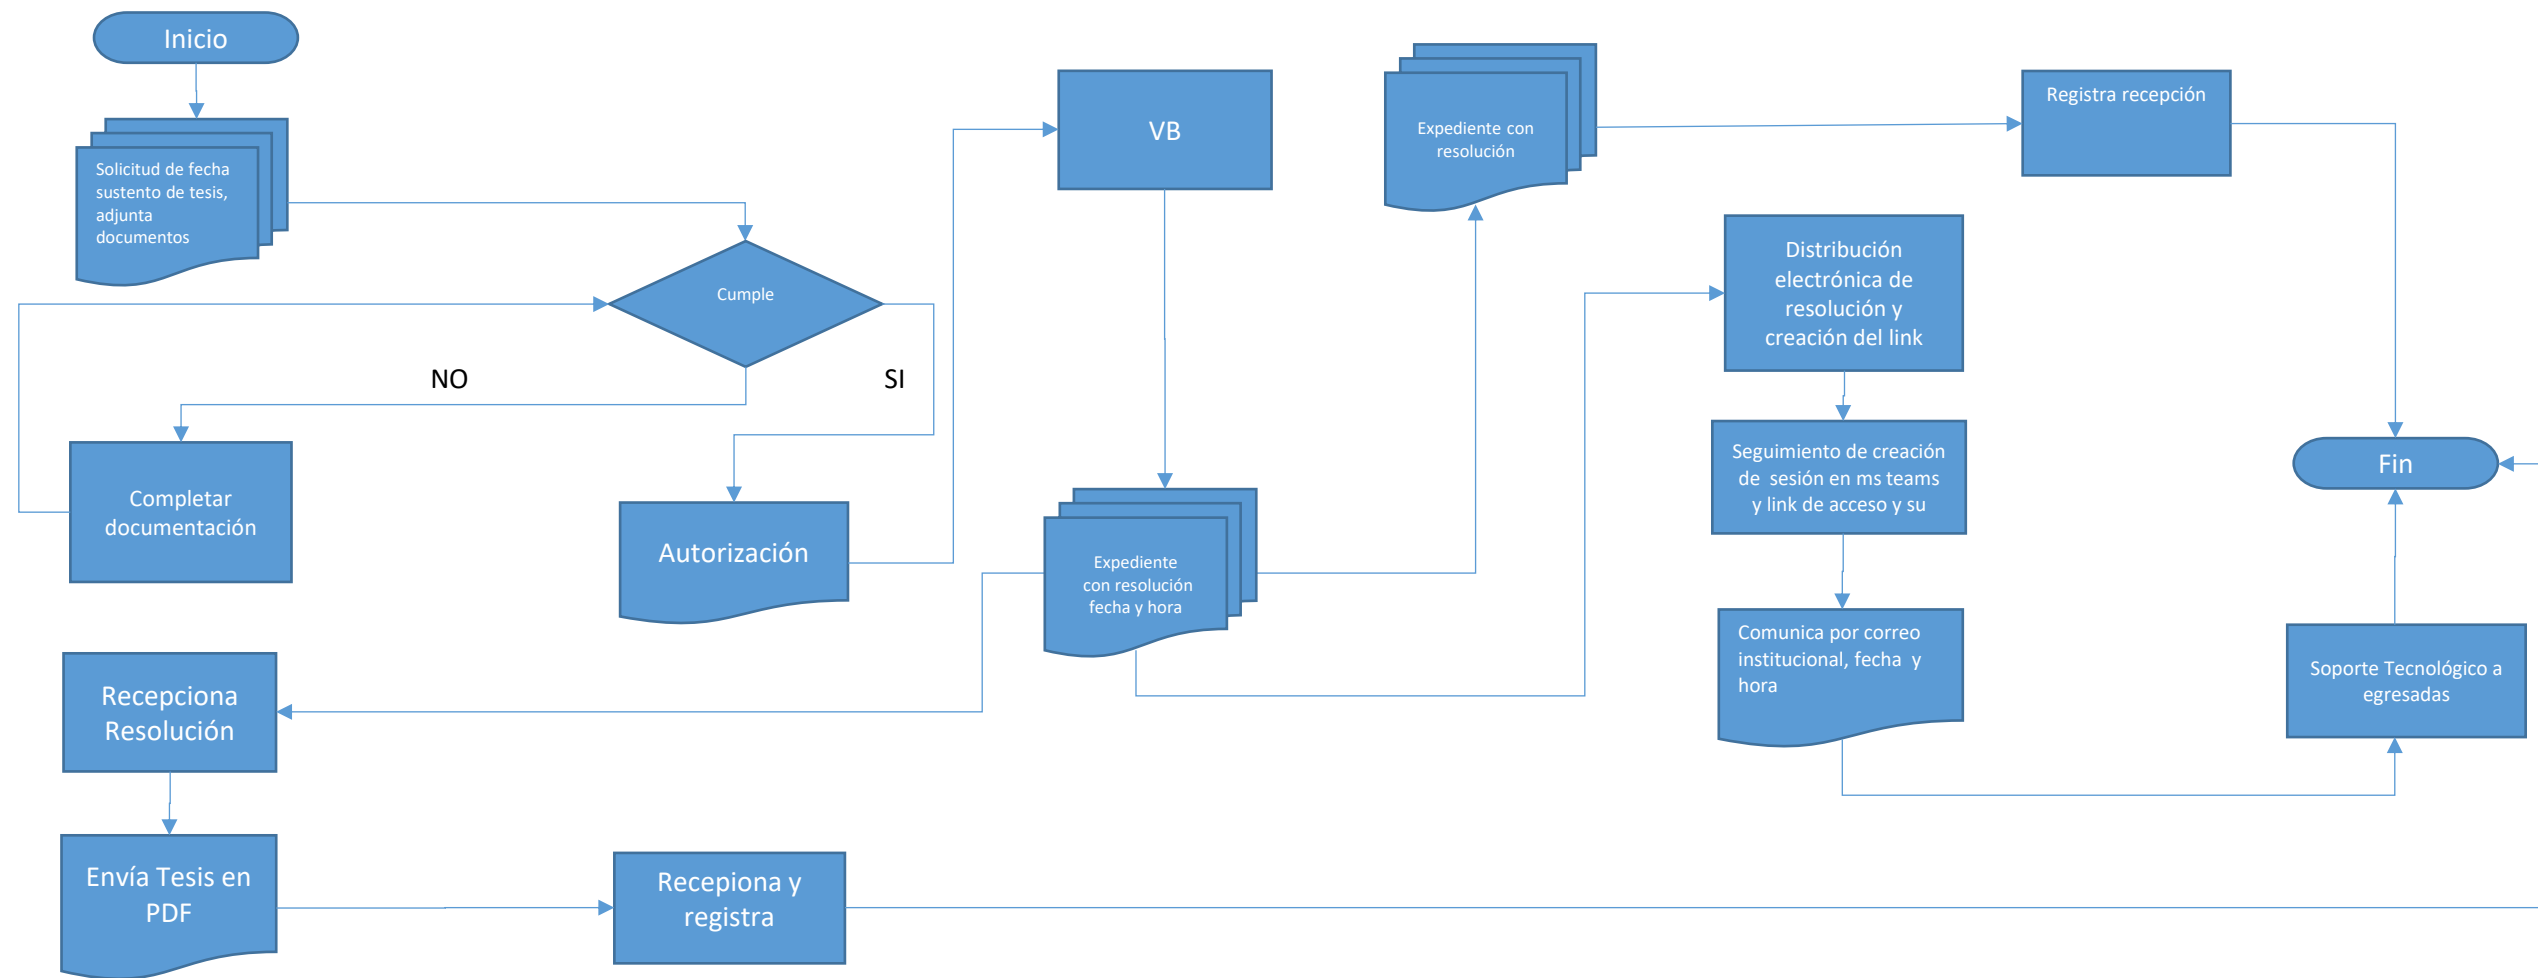 Inicio
Solicitud de fecha
sustento de tesis,
adjunta
documentos
Cumple
NO
SI
Completar
documentación
Autorización
VB
Expediente
con resolución
fecha y hora
Expediente con
resolución
Registra recepción
Distribución
electrónica de
resolución y
creación del link
Seguimiento de creación
de sesión en ms teams
y link de acceso y su
Comunica por correo
institucional, fecha y
hora
Soporte Tecnológico a
egresadas
Fin
Recepciona
Resolución
Envía Tesis en
PDF
Recepiona y
registra